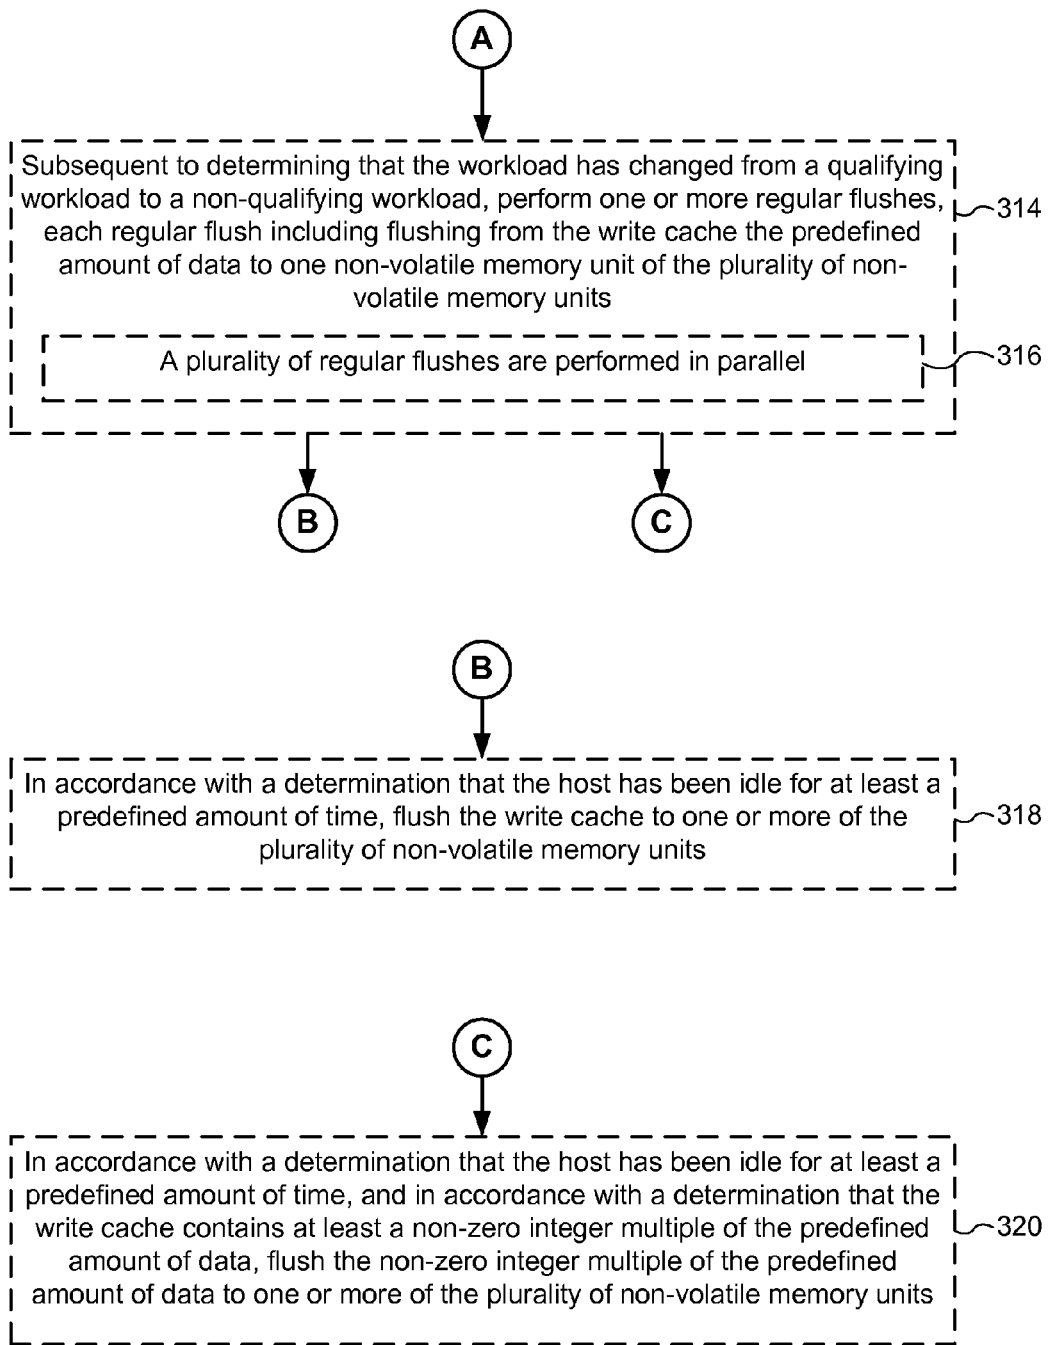 A
Subsequent to determining that the workload has changed from a qualifying
workload to a non-qualifying workload, perform one or more regular flushes,
each regular flush including flushing from the write cache the predefined
amount of data to one non-volatile memory unit of the plurality of non-
volatile memory units
314
A plurality of regular flushes are performed in parallel
316
B
C
B
In accordance with a determination that the host has been idle for at least a
predefined amount of time, flush the write cache to one or more of the
plurality of non-volatile memory units
318
C
In accordance with a determination that the host has been idle for at least a
predefined amount of time, and in accordance with a determination that the
write cache contains at least a non-zero integer multiple of the predefined
amount of data, flush the non-zero integer multiple of the predefined
amount of data to one or more of the plurality of non-volatile memory units
320